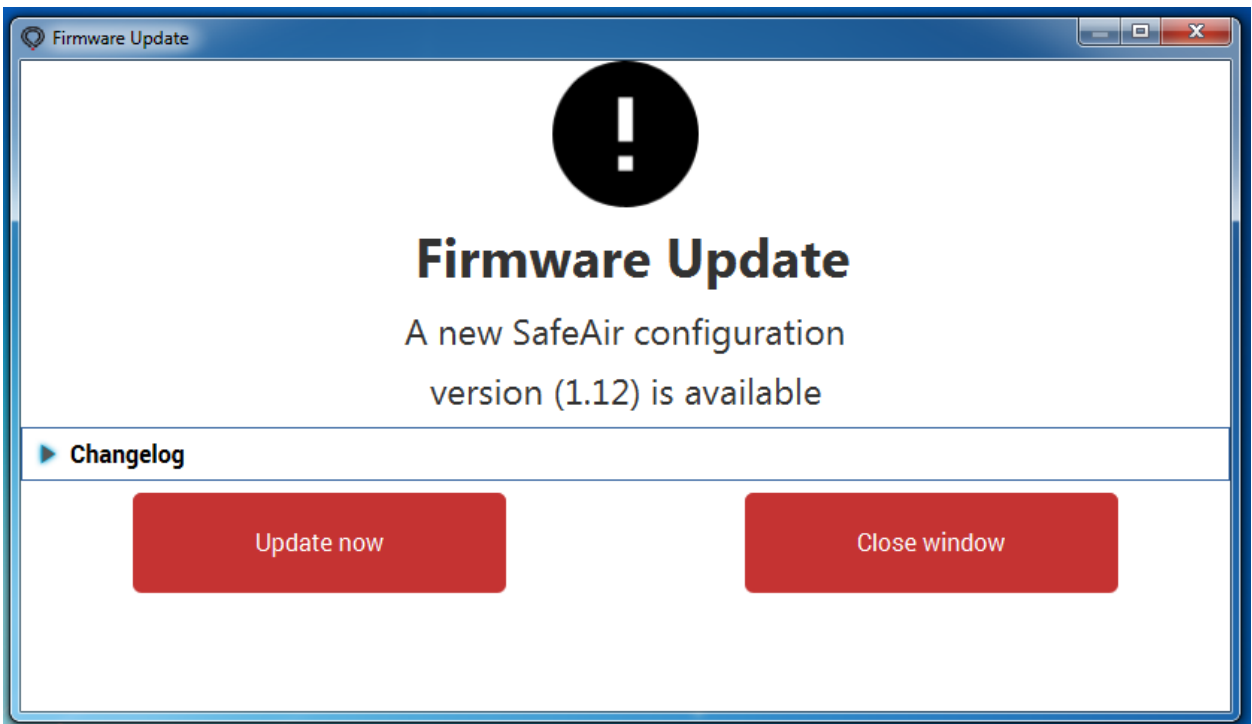 Firmware Update
Firmware Update
A new SafeAir configuration
version (1.12) is available
Changelog
Update now
Close window